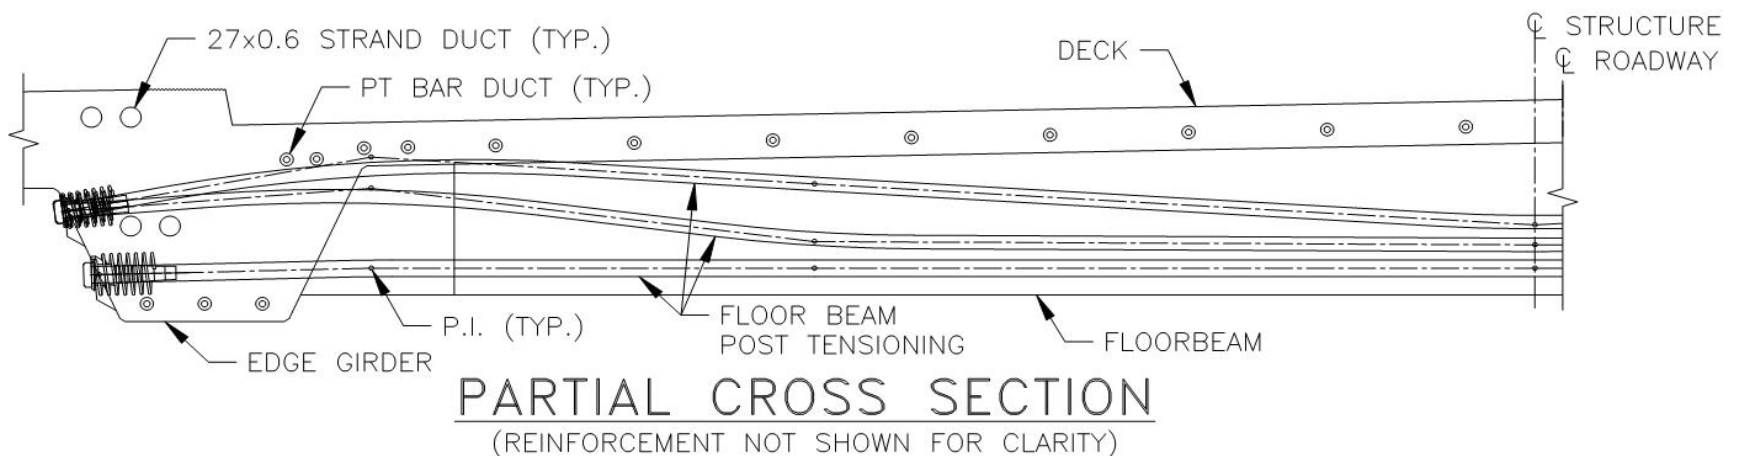 ℄ STRUCTURE
27x0.6 STRAND DUCT (TYP.)
DECK
℄ ROADWAY
PT BAR DUCT (TYP.)
P.I. (TYP.)
FLOOR BEAM
POST TENSIONING
FLOORBEAM
EDGE GIRDER
PARTIAL CROSS SECTION
(REINFORCEMENT NOT SHOWN FOR CLARITY)